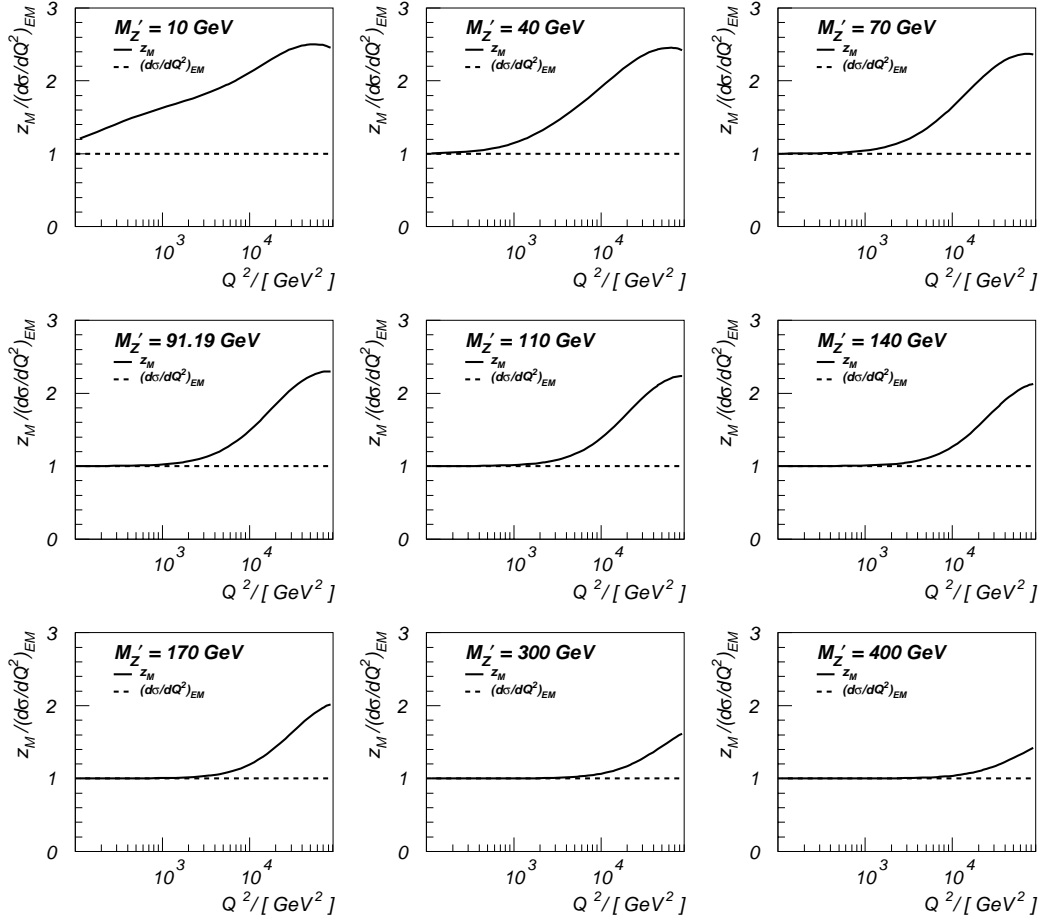 z_M /(dσ/dQ²)_EM
3
2
1
0
M_Z′ = 10 GeV
z_M
(dσ/dQ²)_EM
10³
10⁴
Q ²/[ GeV² ]
z_M /(dσ/dQ²)_EM
3
2
1
0
M_Z′ = 40 GeV
z_M
(dσ/dQ²)_EM
10³
10⁴
Q ²/[ GeV² ]
z_M /(dσ/dQ²)_EM
3
2
1
0
M_Z′ = 70 GeV
z_M
(dσ/dQ²)_EM
10³
10⁴
Q ²/[ GeV² ]
z_M /(dσ/dQ²)_EM
3
2
1
0
M_Z′ = 91.19 GeV
z_M
(dσ/dQ²)_EM
10³
10⁴
Q ²/[ GeV² ]
z_M /(dσ/dQ²)_EM
3
2
1
0
M_Z′ = 110 GeV
z_M
(dσ/dQ²)_EM
10³
10⁴
Q ²/[ GeV² ]
z_M /(dσ/dQ²)_EM
3
2
1
0
M_Z′ = 140 GeV
z_M
(dσ/dQ²)_EM
10³
10⁴
Q ²/[ GeV² ]
z_M /(dσ/dQ²)_EM
3
2
1
0
M_Z′ = 170 GeV
z_M
(dσ/dQ²)_EM
10³
10⁴
Q ²/[ GeV² ]
z_M /(dσ/dQ²)_EM
3
2
1
0
M_Z′ = 300 GeV
z_M
(dσ/dQ²)_EM
10³
10⁴
Q ²/[ GeV² ]
z_M /(dσ/dQ²)_EM
3
2
1
0
M_Z′ = 400 GeV
z_M
(dσ/dQ²)_EM
10³
10⁴
Q ²/[ GeV² ]